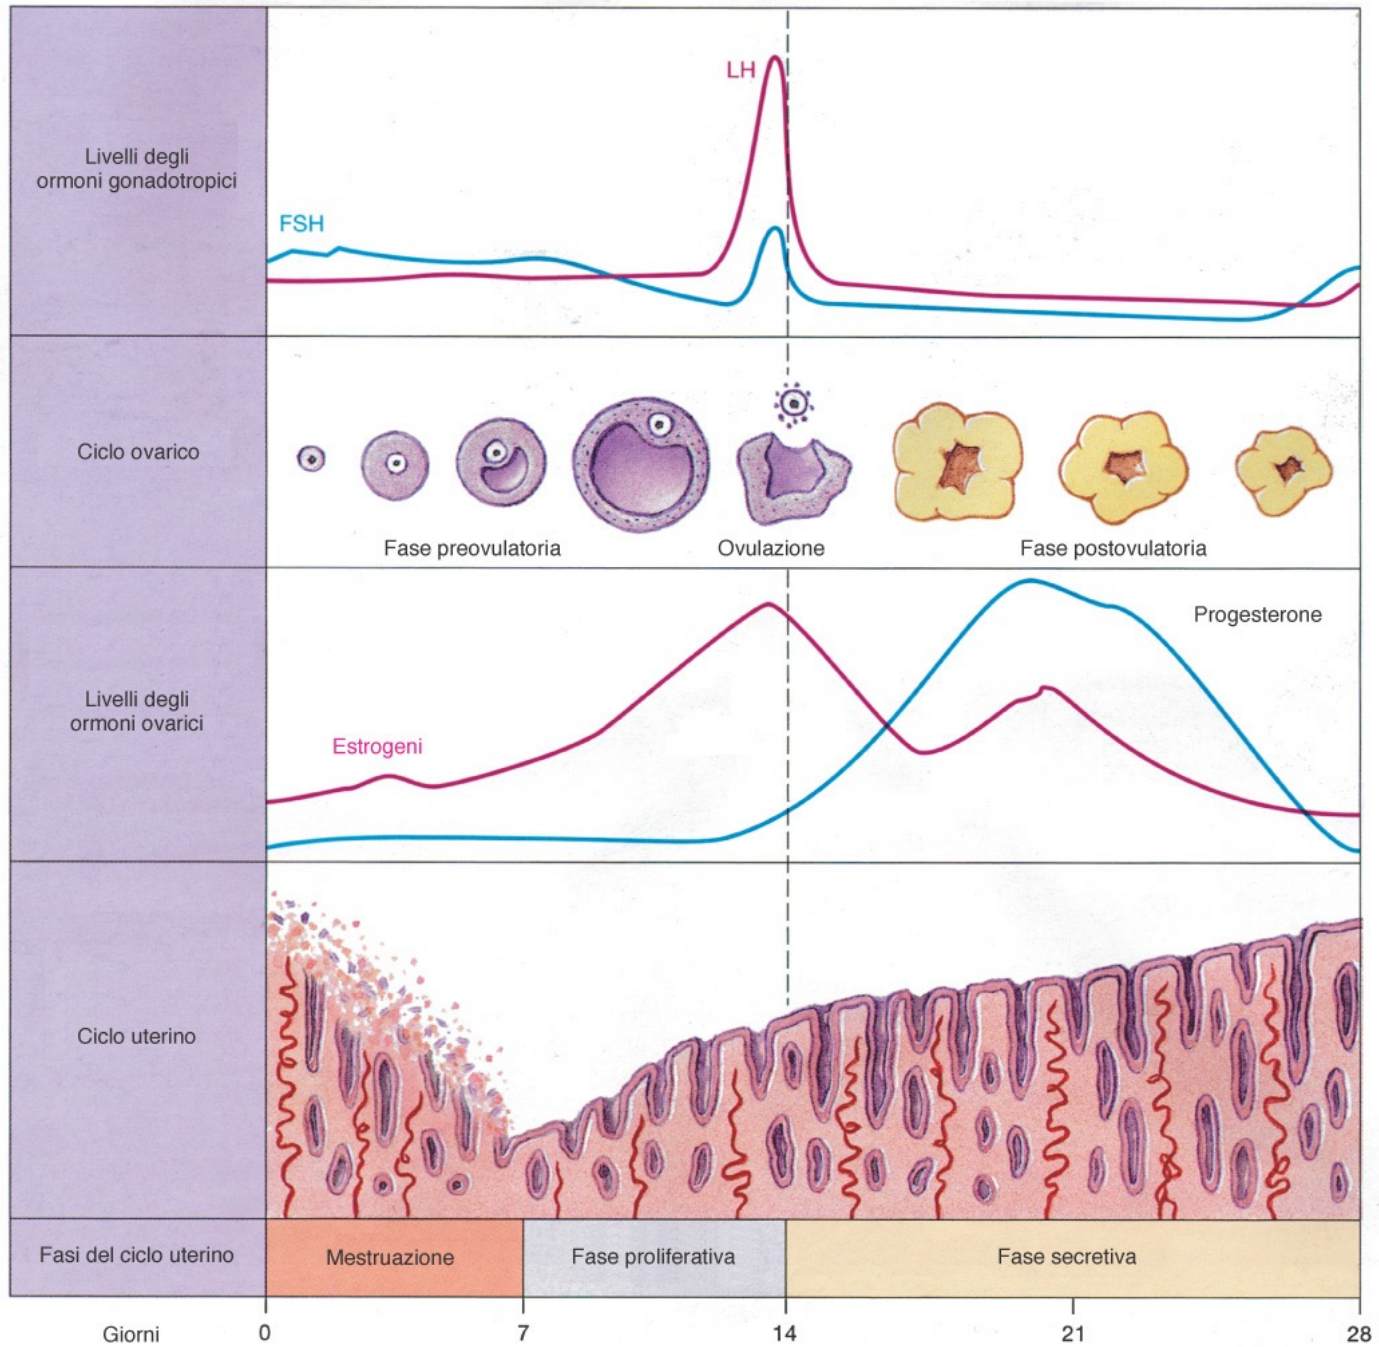 LH
Livelli degli
ormoni gonadotropici
FSH
Ciclo ovarico
Fase preovulatoria
Ovulazione
Fase postovulatoria
Progesterone
Livelli degli
ormoni ovarici
Estrogeni
Ciclo uterino
Fasi del ciclo uterino
Mestruazione
Fase proliferativa
Fase secretiva
Giorni
0
7
14
21
28